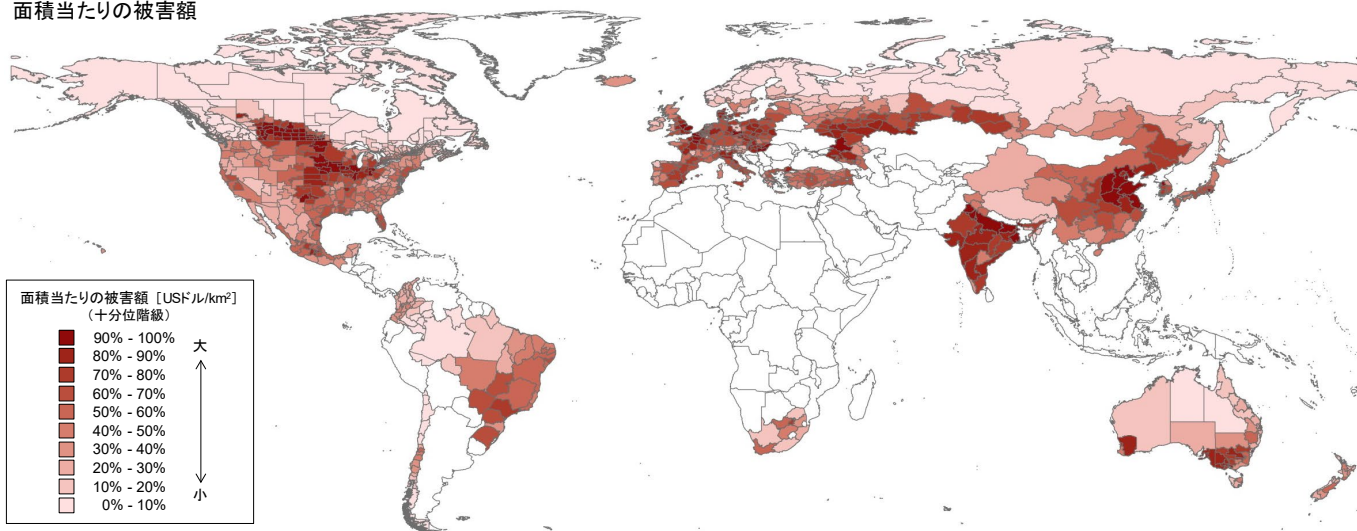 面積当たりの被害額
面積当たりの被害額 [USドル/km²]
(十分位階級)
90% - 100%
大
80% - 90%
70% - 80%
60% - 70%
50% - 60%
40% - 50%
30% - 40%
20% - 30%
10% - 20%
小
0% - 10%